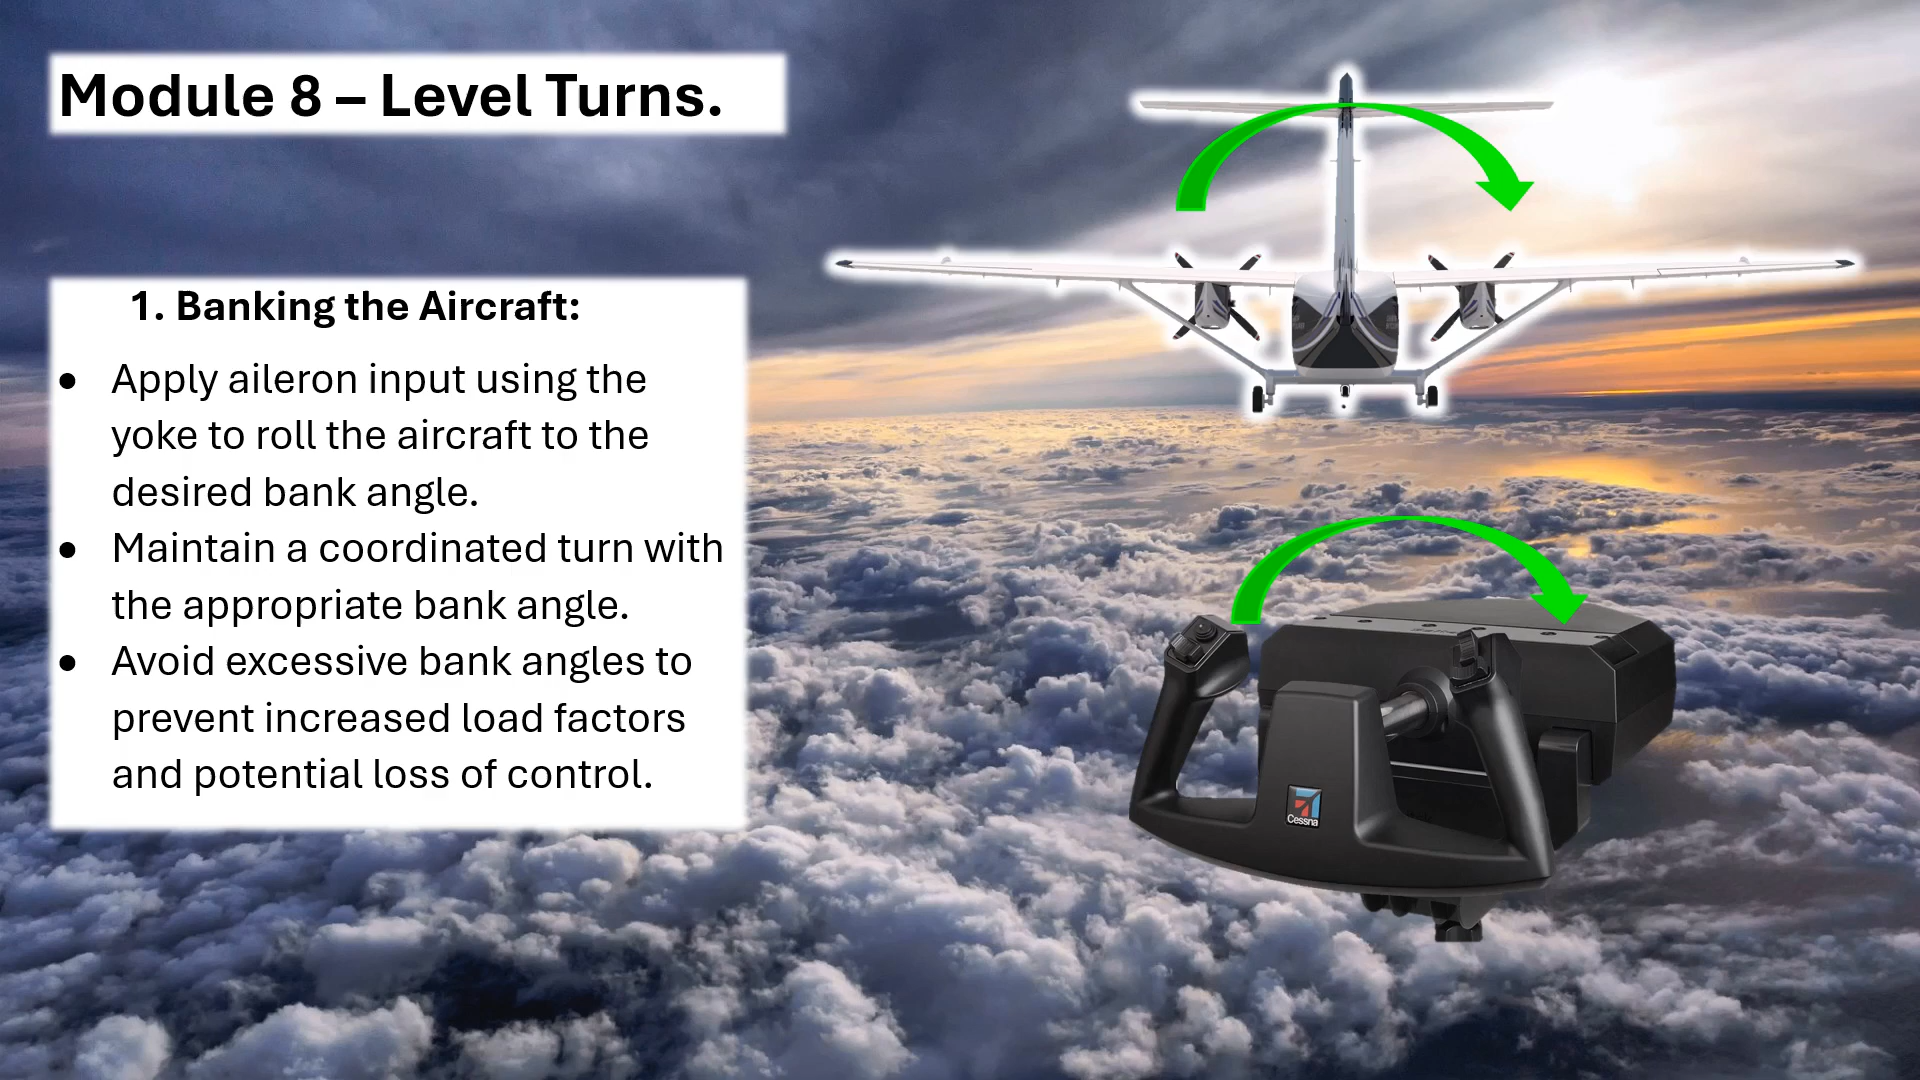 Module 8 – Level Turns.
1. Banking the Aircraft:
• Apply aileron input using the
yoke to roll the aircraft to the
desired bank angle.
• Maintain a coordinated turn with
the appropriate bank angle.
• Avoid excessive bank angles to
prevent increased load factors
and potential loss of control.
Cessna